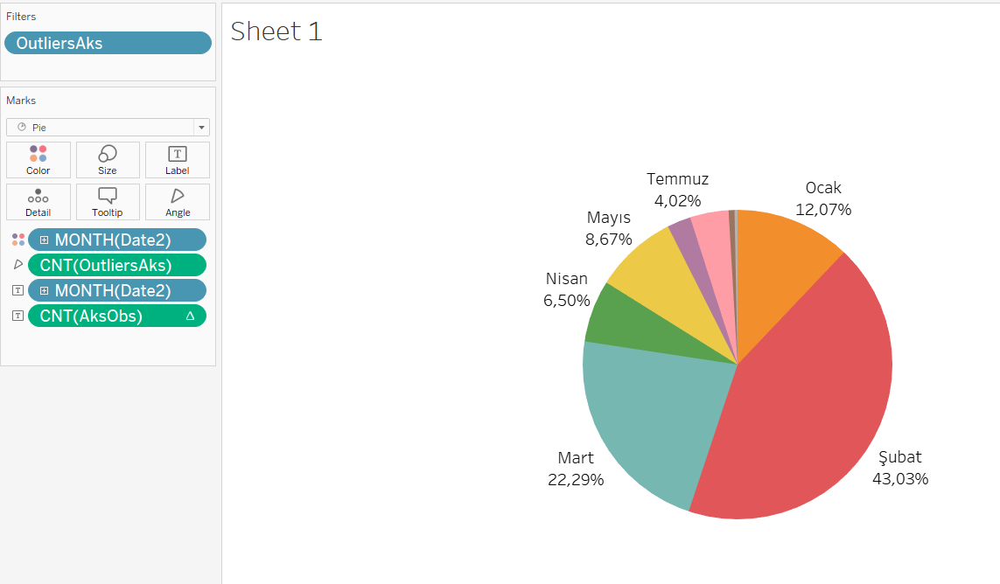 Filters
OutliersAks
Marks
Pie
Color
Size
Label
Detail
Tooltip
Angle
MONTH(Date2)
CNT(OutliersAks)
MONTH(Date2)
CNT(AksObs)
Sheet 1
Temmuz
4,02%
Ocak
12,07%
Mayıs
8,67%
Nisan
6,50%
Mart
22,29%
Şubat
43,03%